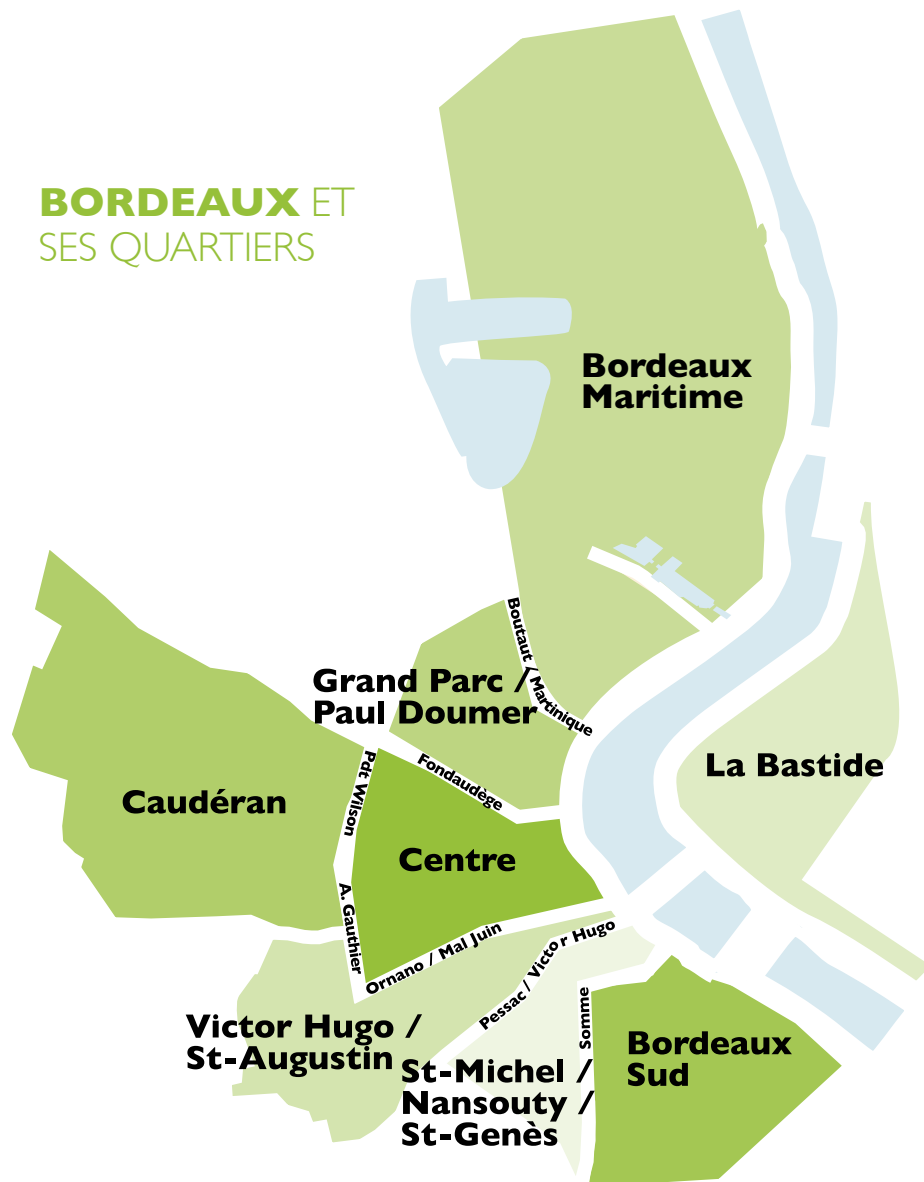 BORDEAUX ET
SES QUARTIERS
Bordeaux
Maritime
Boutaut / Martinique
Grand Parc /
Paul Doumer
La Bastide
Fondaudège
Pdt Wilson
Caudéran
Centre
A. Gauthier
Ornano / Mal Juin
Pessac / Victor Hugo
Somme
Victor Hugo /
St-Augustin
Bordeaux
Sud
St-Michel /
Nansouty /
St-Genès